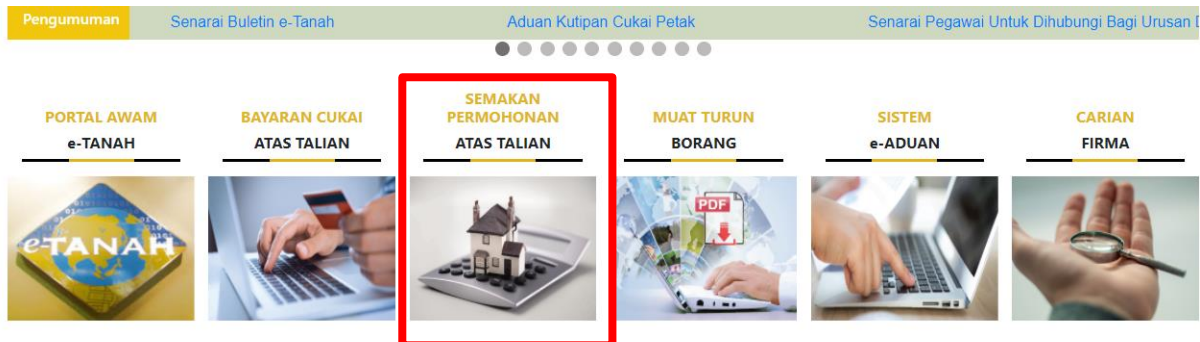 Pengumuman Senarai Buletin e-Tanah Aduan Kutipan Cukai Petak Senarai Pegawai Untuk Dihubungi Bagi Urusan
PORTAL AWAM
e-TANAH
BAYARAN CUKAI
ATAS TALIAN
SEMAKAN
PERMOHONAN
ATAS TALIAN
MUAT TURUN
BORANG
SISTEM
e-ADUAN
CARIAN
FIRMA
e-TANAH
PDF